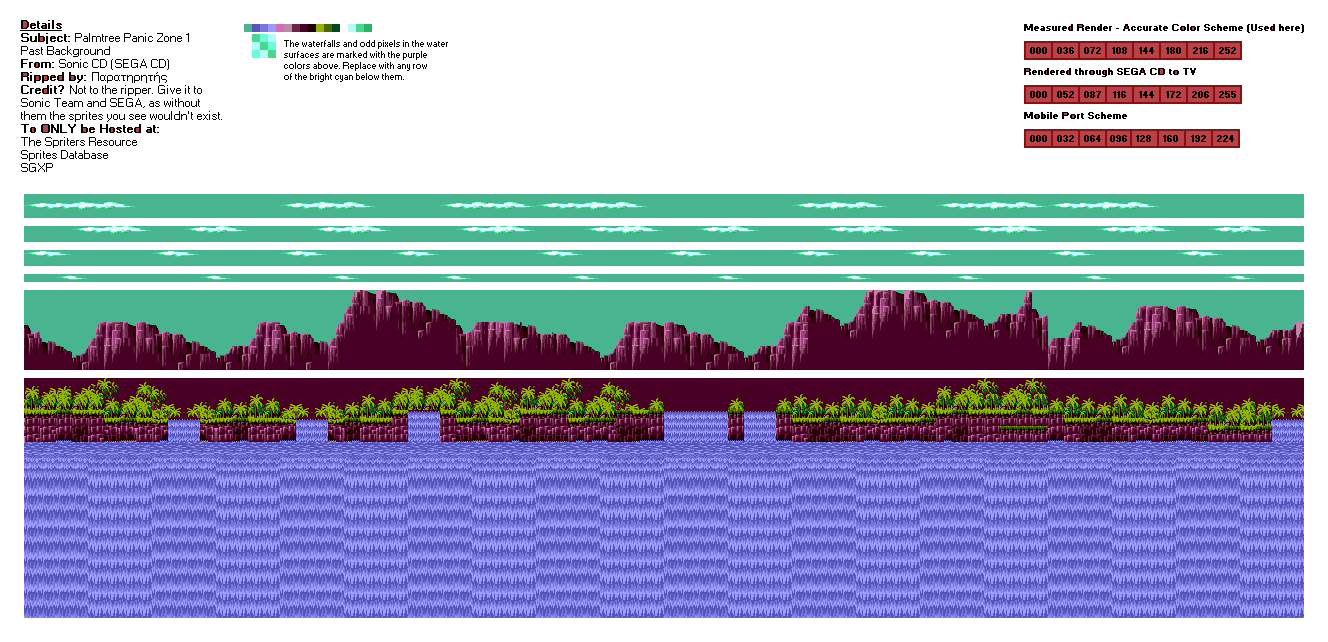 Details
Subject: Palmtree Panic Zone 1
Past Background
From: Sonic CD (SEGA CD)
Ripped by: Παρατηρητής
Credit? Not to the ripper. Give it to
Sonic Team and SEGA, as without
them the sprites you see wouldn't exist.
To ONLY be Hosted at:
The Spriters Resource
Sprites Database
SGXP
The waterfalls and odd pixels in the water
surfaces are marked with the purple
colors above. Replace with any row
of the bright cyan below them.
Measured Render - Accurate Color Scheme (Used here)
000 036 072 108 144 180 216 252
Rendered through SEGA CD to TV
000 052 087 116 144 172 206 255
Mobile Port Scheme
000 032 064 096 128 160 192 224